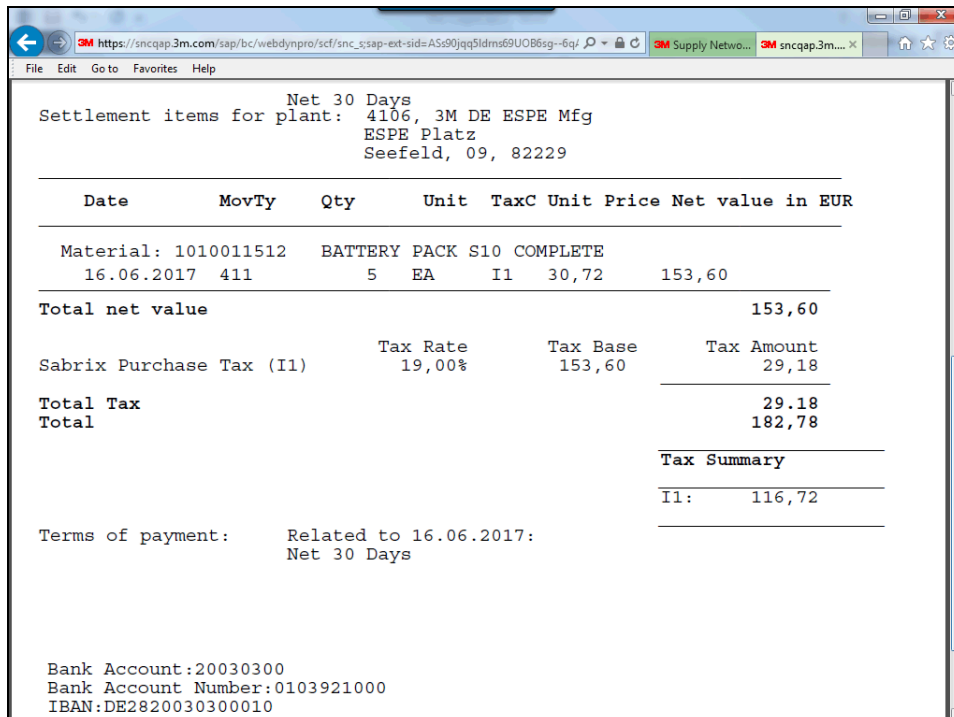 3M https://sncqap.3m.com/sap/bc/webdynpro/scf/snc_s;sap-ext-sid=ASs90jqq5ldms69UOB6sg--6q/
3M Supply Netwo...
3M sncqap.3m....
File Edit Go to Favorites Help
Net 30 Days
Settlement items for plant: 4106, 3M DE ESPE Mfg
ESPE Platz
Seefeld, 09, 82229
Date MovTy Qty Unit TaxC Unit Price Net value in EUR
Material: 1010011512 BATTERY PACK S10 COMPLETE
16.06.2017 411 5 EA I1 30,72 153,60
Total net value 153,60
Tax Rate Tax Base Tax Amount
Sabrix Purchase Tax (I1) 19,00% 153,60 29,18
Total Tax 29.18
Total 182,78
Tax Summary
I1: 116,72
Terms of payment: Related to 16.06.2017:
Net 30 Days
Bank Account:20030300
Bank Account Number:0103921000
IBAN:DE2820030300010